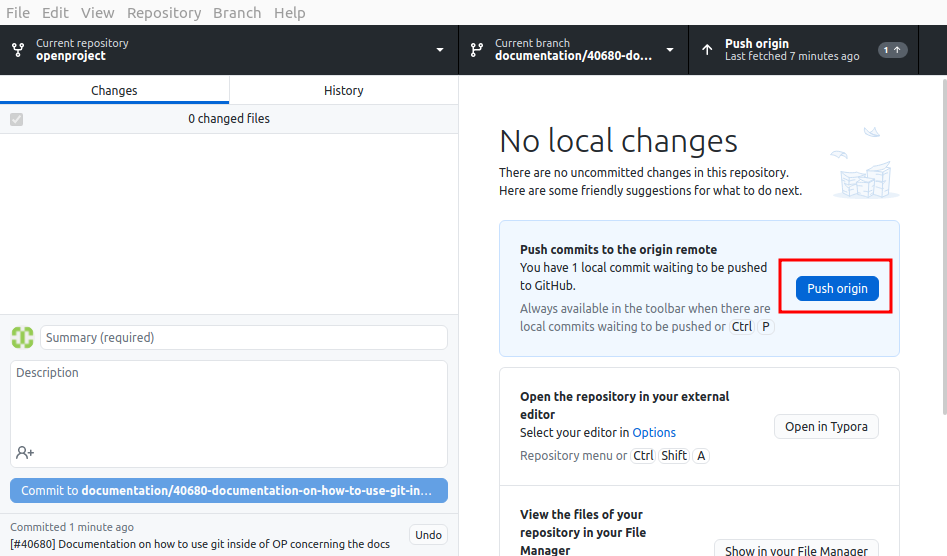 File Edit View Repository Branch Help
Current repository
openproject
Current branch
documentation/40680-do...
Push origin
Last fetched 7 minutes ago
1
Changes
History
0 changed files
No local changes
There are no uncommitted changes in this repository.
Here are some friendly suggestions for what to do next.
Push commits to the origin remote
You have 1 local commit waiting to be pushed
to GitHub.
Always available in the toolbar when there are
local commits waiting to be pushed or Ctrl P
Push origin
Open the repository in your external
editor
Select your editor in Options
Repository menu or Ctrl Shift A
Open in Typora
View the files of your
repository in your File
Manager
Show in your File Manager
Summary (required)
Description
Commit to documentation/40680-documentation-on-how-to-use-git-in...
Committed 1 minute ago
[#40680] Documentation on how to use git inside of OP concerning the docs
Undo